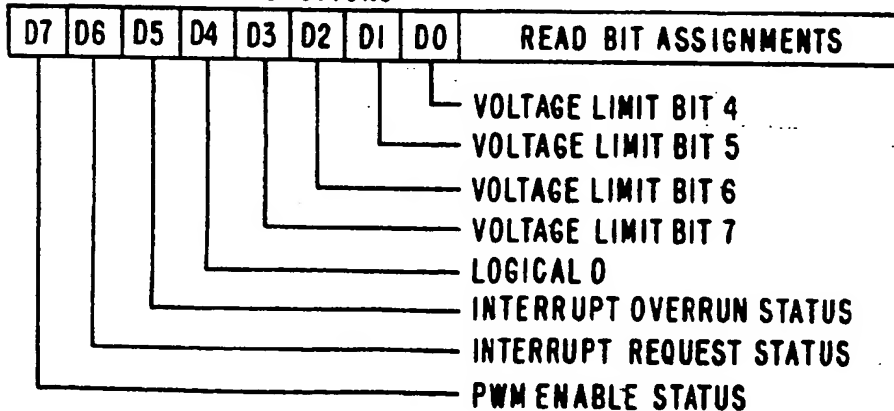 D7 D6 D5 D4 D3 D2 D1 D0 READ BIT ASSIGNMENTS
VOLTAGE LIMIT BIT 4
VOLTAGE LIMIT BIT 5
VOLTAGE LIMIT BIT 6
VOLTAGE LIMIT BIT 7
LOGICAL 0
INTERRUPT OVERRUN STATUS
INTERRUPT REQUEST STATUS
PWM ENABLE STATUS